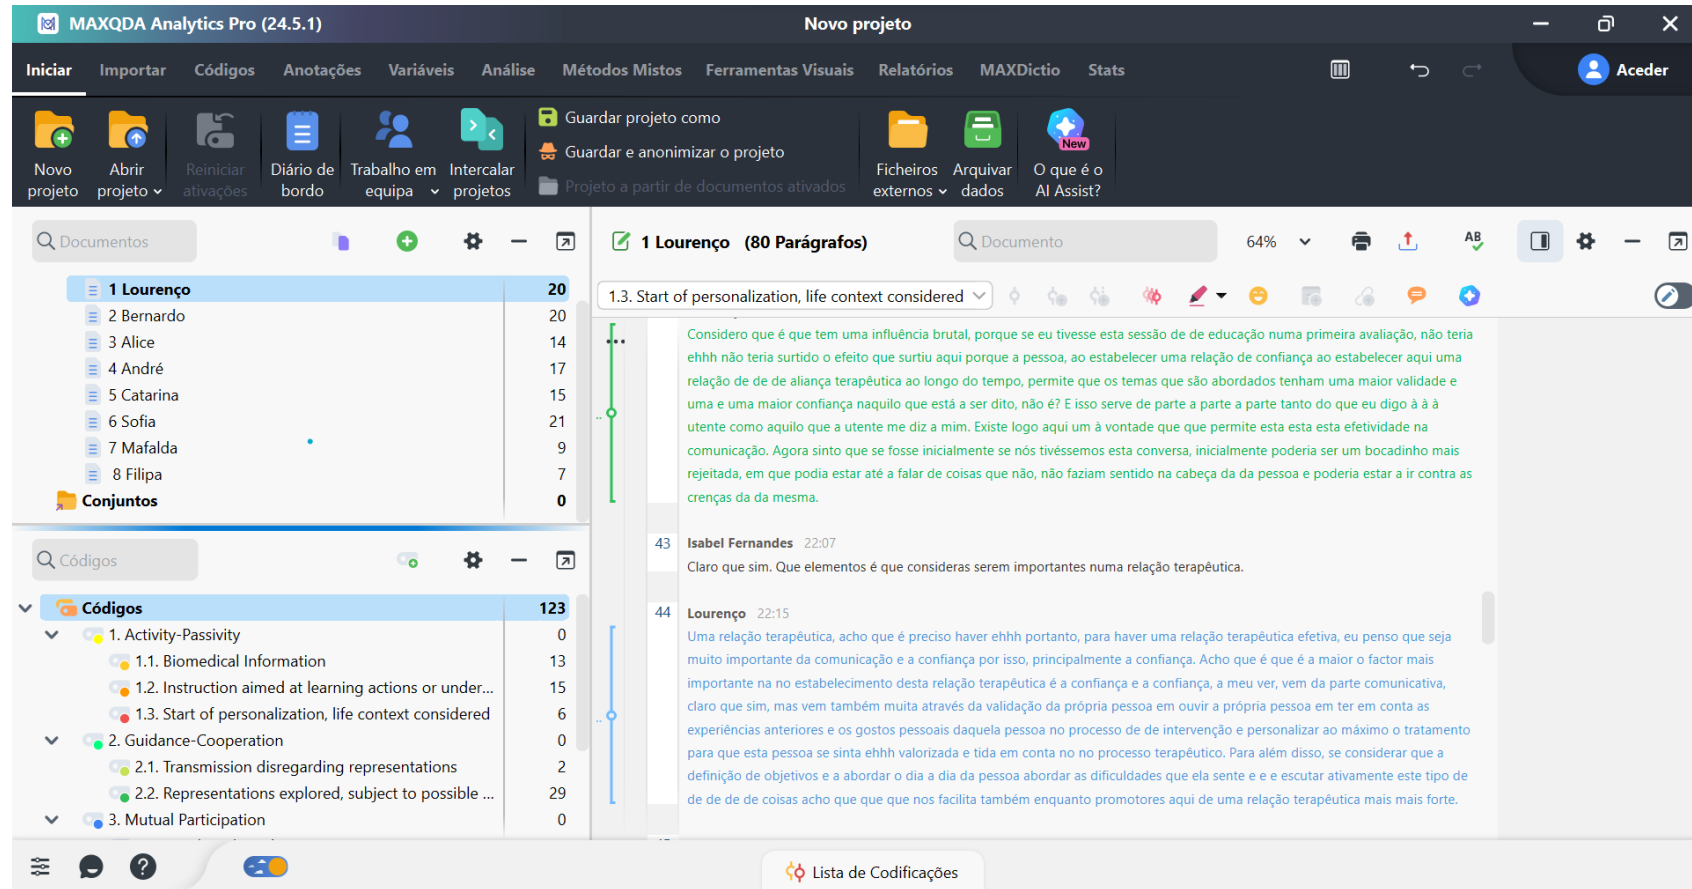 MAXQDA Analytics Pro (24.5.1)
Novo projeto
Iniciar Importar Códigos Anotações Variáveis Análise Métodos Mistos Ferramentas Visuais Relatórios MAXDictio Stats
Aceder
Novo projeto
Abrir projeto
Reiniciar ativações
Diário de bordo
Trabalho em equipa
Intercalar projetos
Guardar projeto como
Guardar e anonimizar o projeto
Projeto a partir de documentos ativados
Ficheiros externos
Arquivar dados
New
O que é o AI Assist?
Documentos
1 Lourenço 20
2 Bernardo 20
3 Alice 14
4 André 17
5 Catarina 15
6 Sofia 21
7 Mafalda 9
8 Filipa 7
Conjuntos 0
Códigos
Códigos 123
1. Activity-Passivity 0
1.1. Biomedical Information 13
1.2. Instruction aimed at learning actions or under... 15
1.3. Start of personalization, life context considered 6
2. Guidance-Cooperation 0
2.1. Transmission disregarding representations 2
2.2. Representations explored, subject to possible ... 29
3. Mutual Participation 0
1 Lourenço (80 Parágrafos)
Documento
64%
AB
1.3. Start of personalization, life context considered
Considero que é que tem uma influência brutal, porque se eu tivesse esta sessão de de educação numa primeira avaliação, não teria
ehhh não teria surtido o efeito que surtiu aqui porque a pessoa, ao estabelecer uma relação de confiança ao estabelecer aqui uma
relação de de de aliança terapêutica ao longo do tempo, permite que os temas que são abordados tenham uma maior validade e
uma e uma maior confiança naquilo que está a ser dito, não é? E isso serve de parte a parte a parte tanto do que eu digo à à à
utente como aquilo que a utente me diz a mim. Existe logo aqui um à vontade que que permite esta esta esta efetividade na
comunicação. Agora sinto que se fosse inicialmente se nós tivéssemos esta conversa, inicialmente poderia ser um bocadinho mais
rejeitada, em que podia estar até a falar de coisas que não, não faziam sentido na cabeça da da pessoa e poderia estar a ir contra as
crenças da da mesma.
43 Isabel Fernandes 22:07
Claro que sim. Que elementos é que consideras serem importantes numa relação terapêutica.
44 Lourenço 22:15
Uma relação terapêutica, acho que é preciso haver ehhh portanto, para haver uma relação terapêutica efetiva, eu penso que seja
muito importante da comunicação e a confiança por isso, principalmente a confiança. Acho que é que é a maior o factor mais
importante na no estabelecimento desta relação terapêutica é a confiança e a confiança, a meu ver, vem da parte comunicativa,
claro que sim, mas vem também muita através da validação da própria pessoa em ouvir a própria pessoa em ter em conta as
experiências anteriores e os gostos pessoais daquela pessoa no processo de de intervenção e personalizar ao máximo o tratamento
para que esta pessoa se sinta ehhh valorizada e tida em conta no no processo terapêutico. Para além disso, se considerar que a
definição de objetivos e a abordar o dia a dia da pessoa abordar as dificuldades que ela sente e e e escutar ativamente este tipo de
de de de de coisas acho que que que nos facilita também enquanto promotores aqui de uma relação terapêutica mais mais forte.
Lista de Codificações